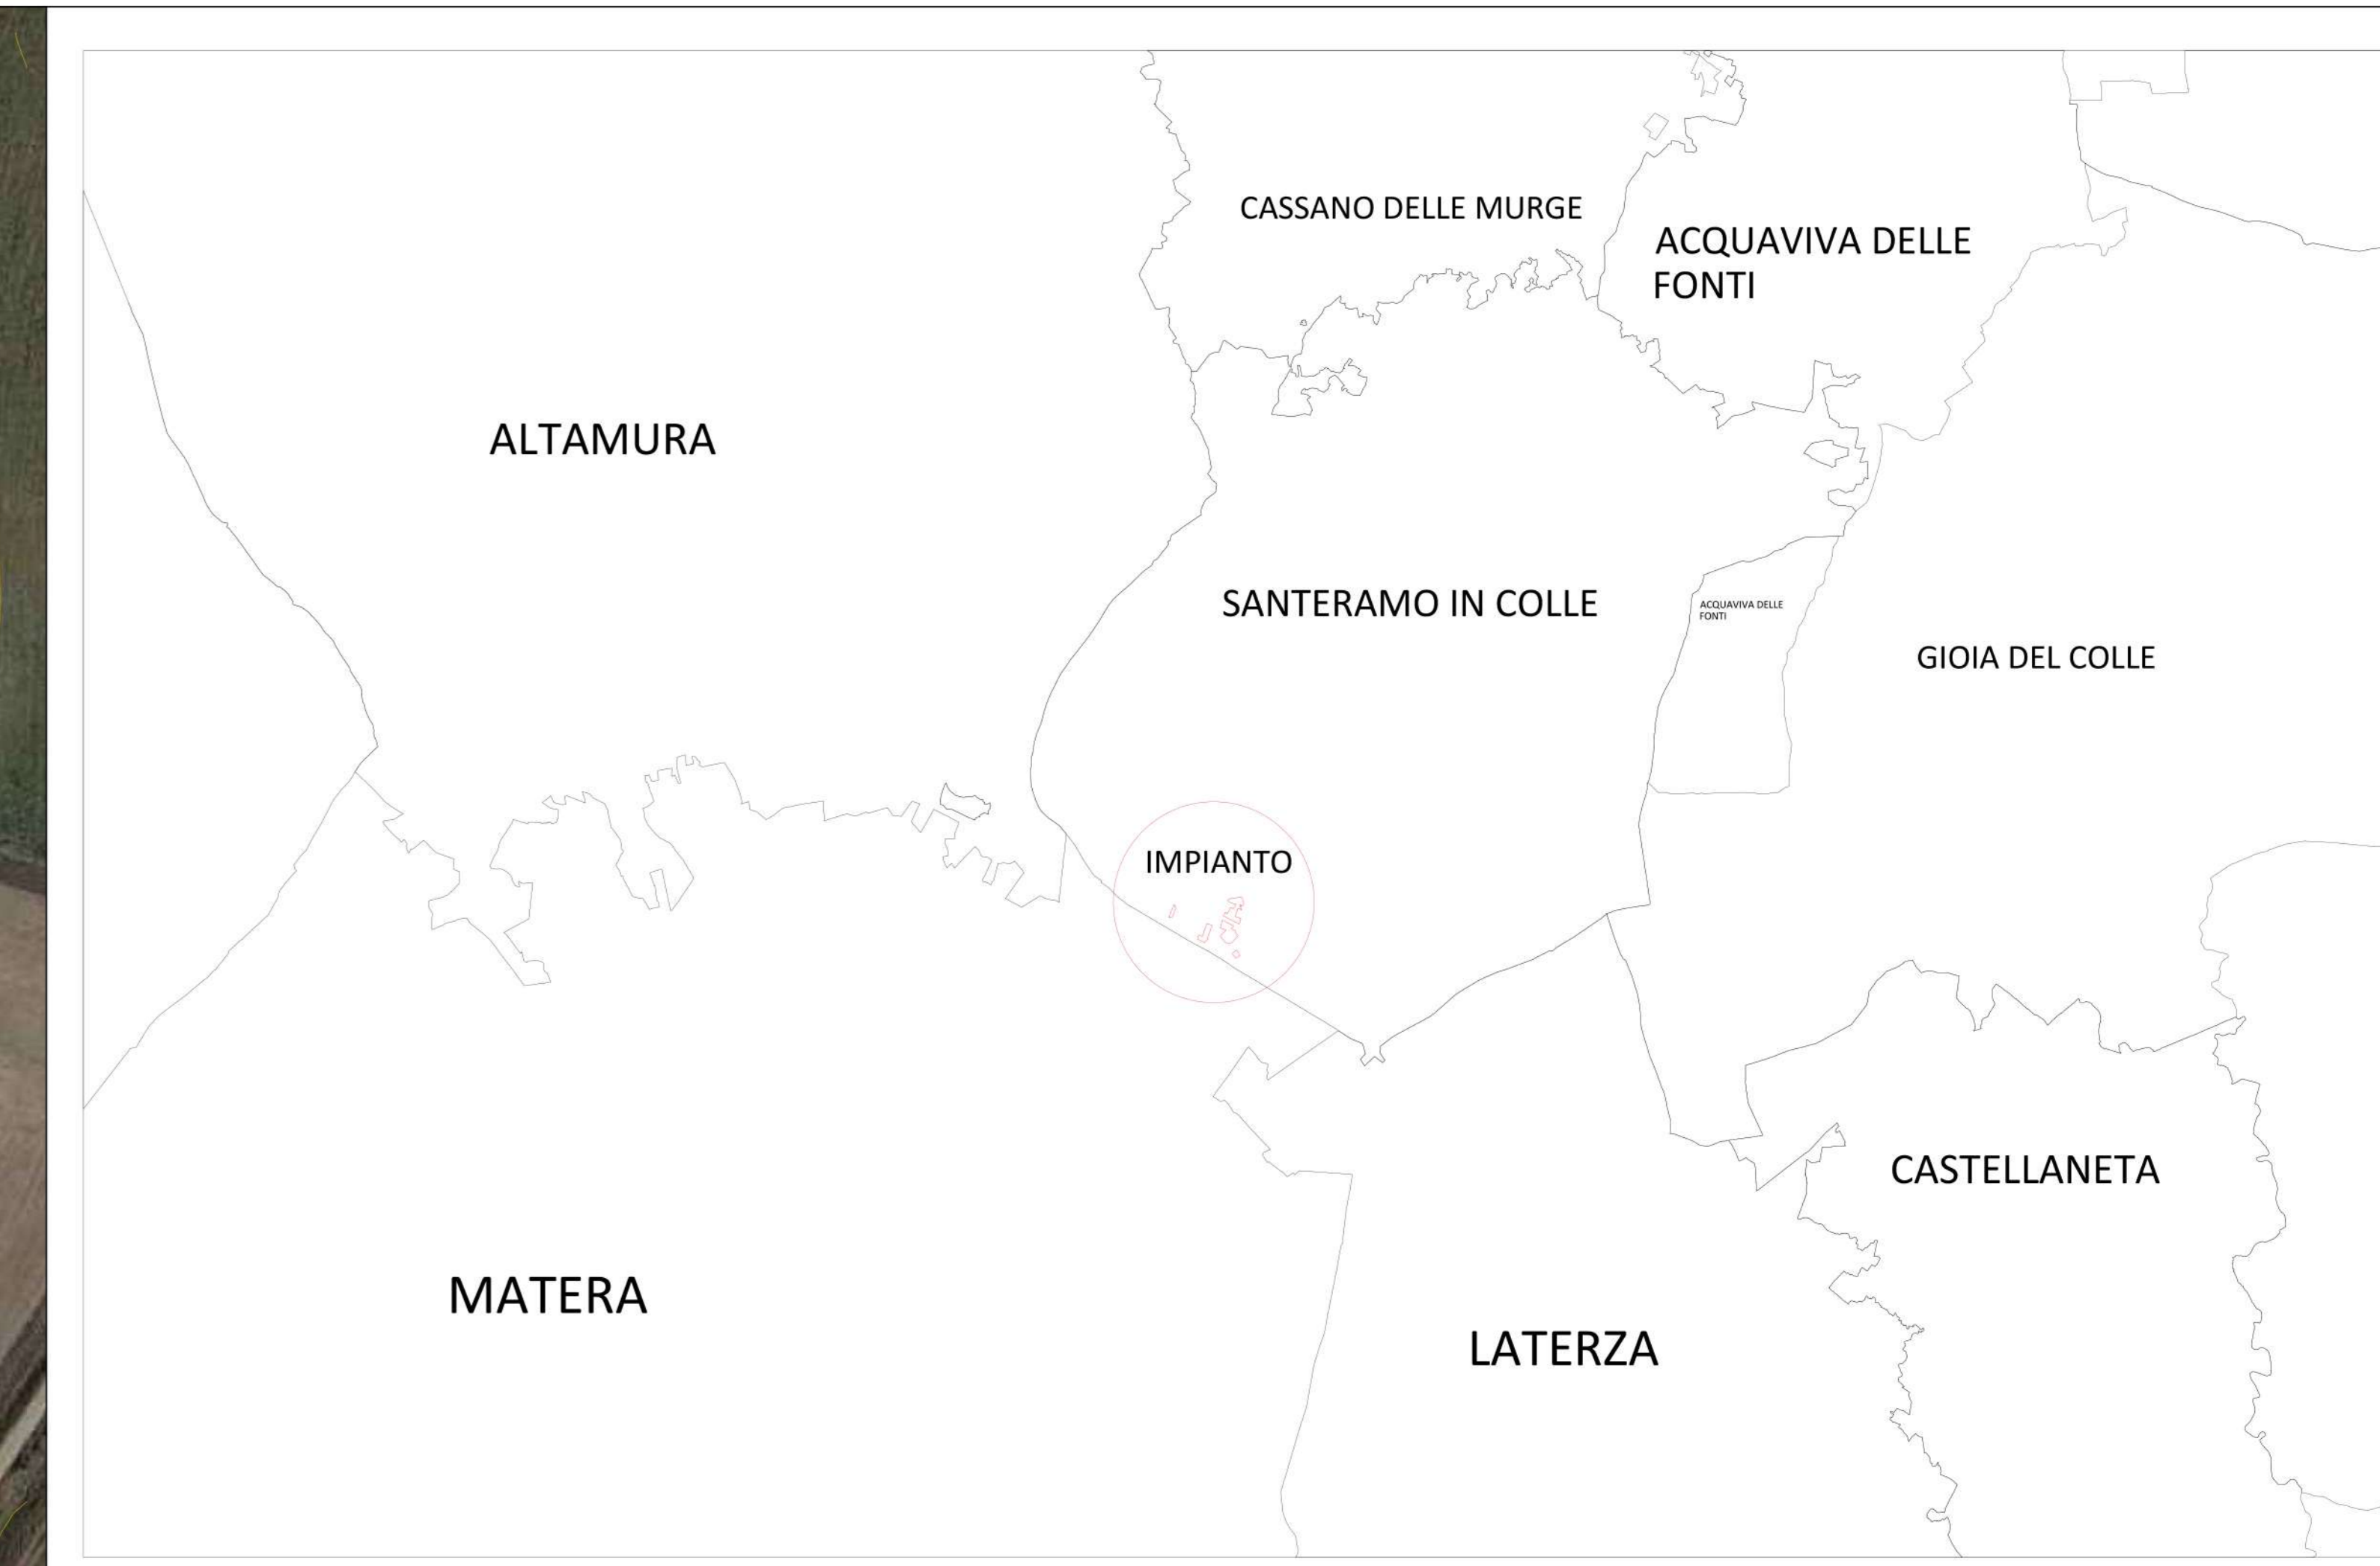 CASSANO DELLE MURGE
ACQUAVIVA DELLE
FONTI
ALTAMURA
SANTERAMO IN COLLE
ACQUAVIVA DELLE
FONTI
GIOIA DEL COLLE
IMPIANTO
CASTELLANETA
MATERA
LATERZA